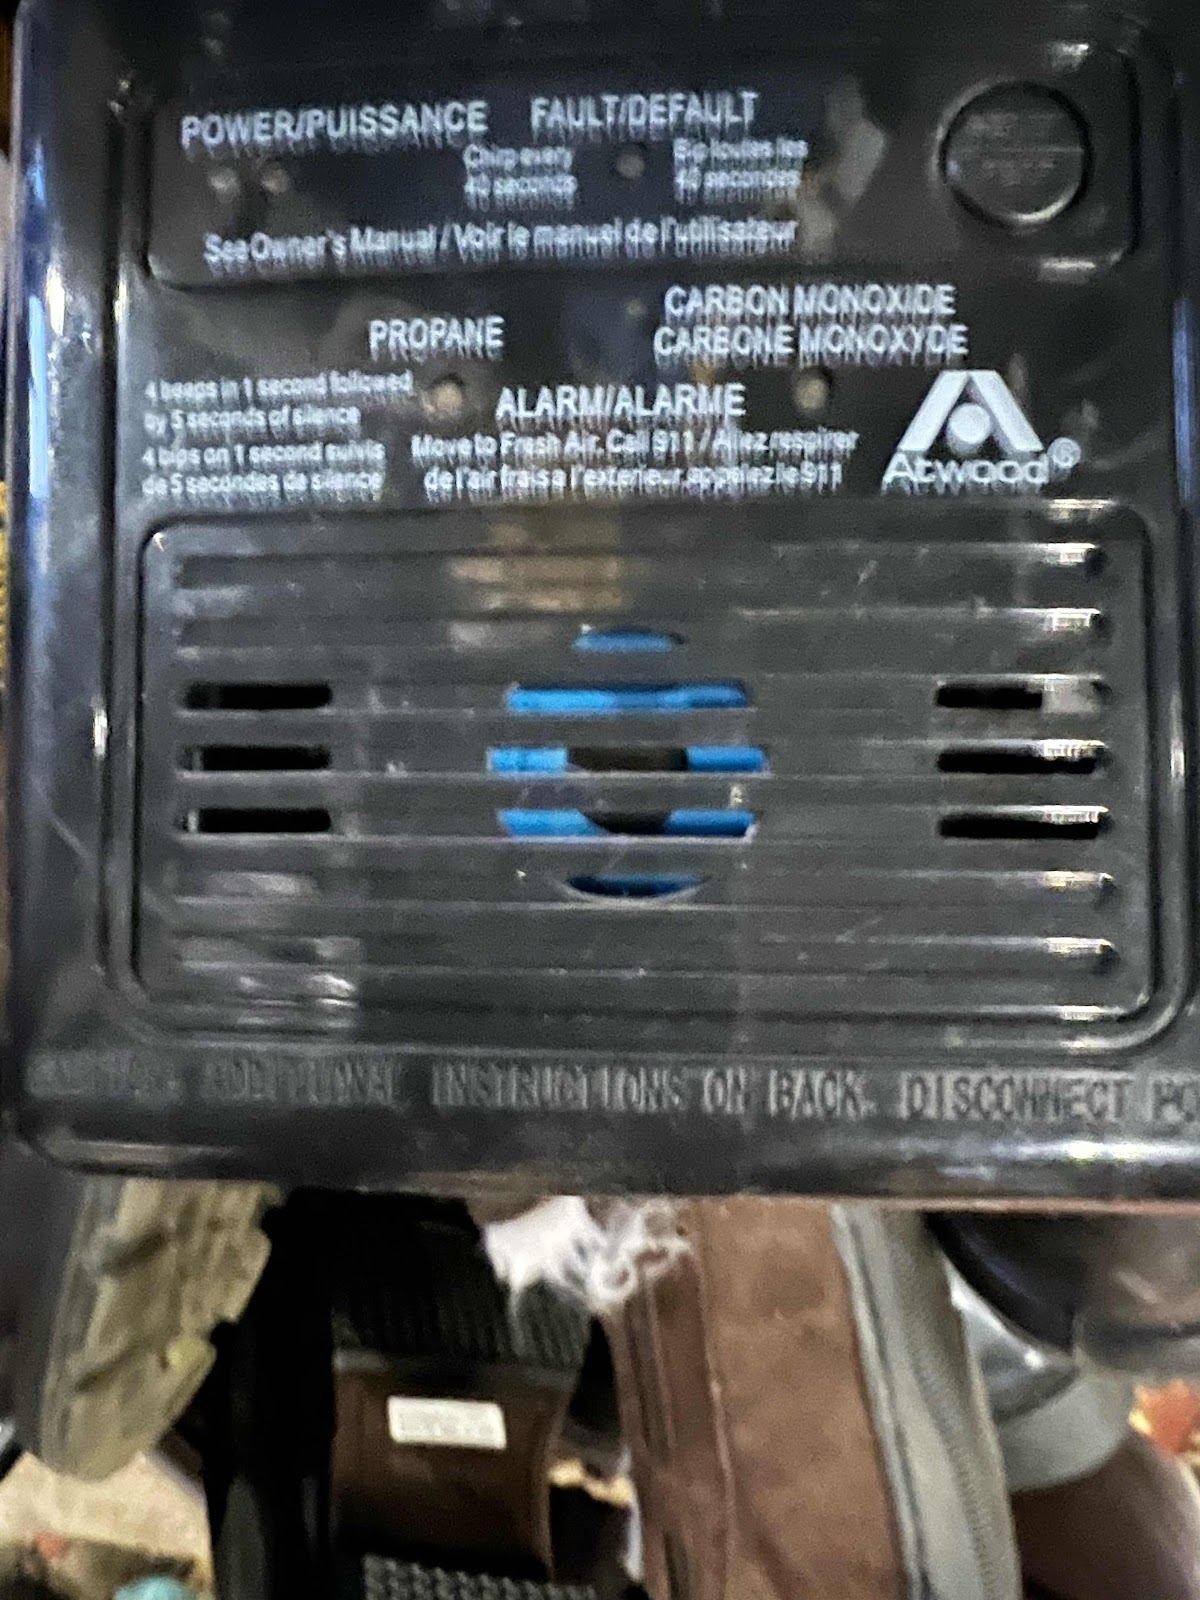 POWER/PUISSANCE FAULT/DEFAULT
Chirp every
40 seconds
Bip toutes les
40 secondes
See Owner's Manual / Voir le manuel de l'utilisateur
CARBON MONOXIDE
CARBONE MONOXYDE
PROPANE
4 beeps in 1 second followed
by 5 seconds of silence
4 bips en 1 second suivis
de 5 secondes de silence
ALARM/ALARME
Move to Fresh Air. Call 911 / Allez respirer
de l'air frais a l'exterieur, appelez le 911
Atwood®
ADDITIONAL INSTRUCTIONS ON BACK. DISCONNECT